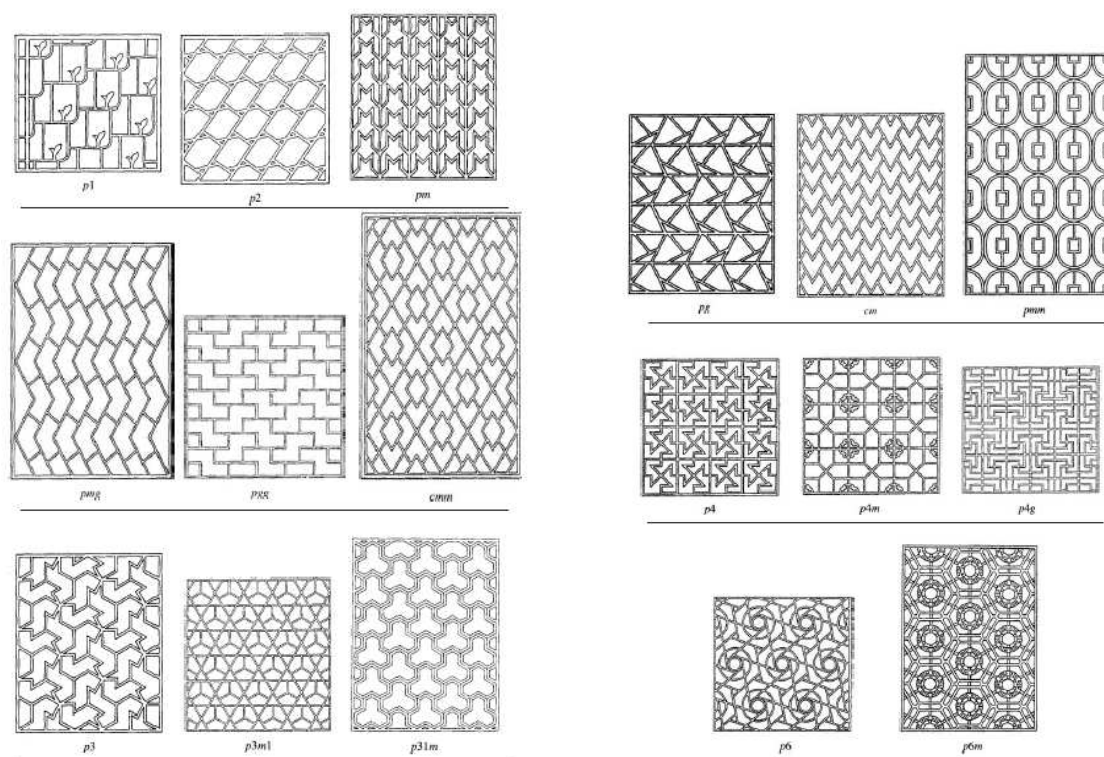 p1 p2 pm
pmg pgg cmm
p3 p3m1 p31m
pg cm pmm
p4 p4m p4g
p6 p6m